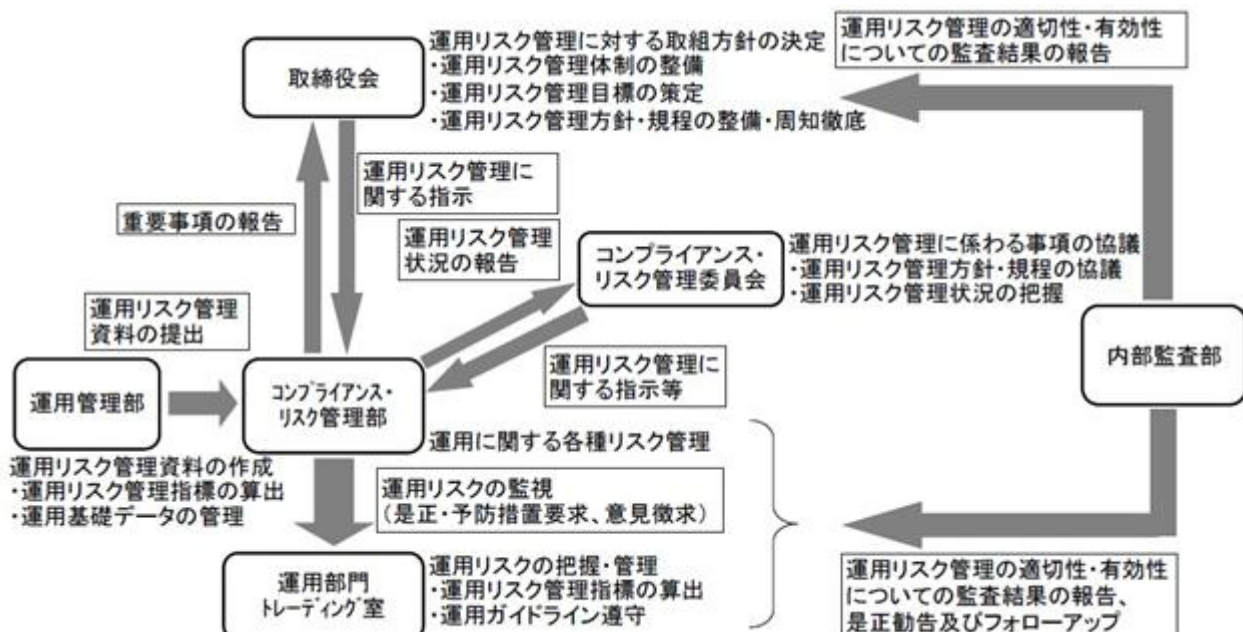 取締役会
運用リスク管理に対する取組方針の決定
・運用リスク管理体制の整備
・運用リスク管理目標の策定
・運用リスク管理方針・規程の整備・周知徹底
運用リスク管理の適切性・有効性
についての監査結果の報告
運用リスク管理に
関する指示
重要事項の報告
運用リスク管理
状況の報告
コンプライアンス・
リスク管理委員会
運用リスク管理に係わる事項の協議
・運用リスク管理方針・規程の協議
・運用リスク管理状況の把握
運用リスク管理
資料の提出
運用リスク管理に
関する指示等
内部監査部
運用管理部
コンプライアンス・
リスク管理部
運用に関する各種リスク管理
運用リスク管理資料の作成
・運用リスク管理指標の算出
・運用基礎データの管理
運用リスクの監視
(是正・予防措置要求、意見徴求)
運用部門
トレーディング室
運用リスクの把握・管理
・運用リスク管理指標の算出
・運用ガイドライン遵守
運用リスク管理の適切性・有効性
についての監査結果の報告、
是正勧告及びフォローアップ